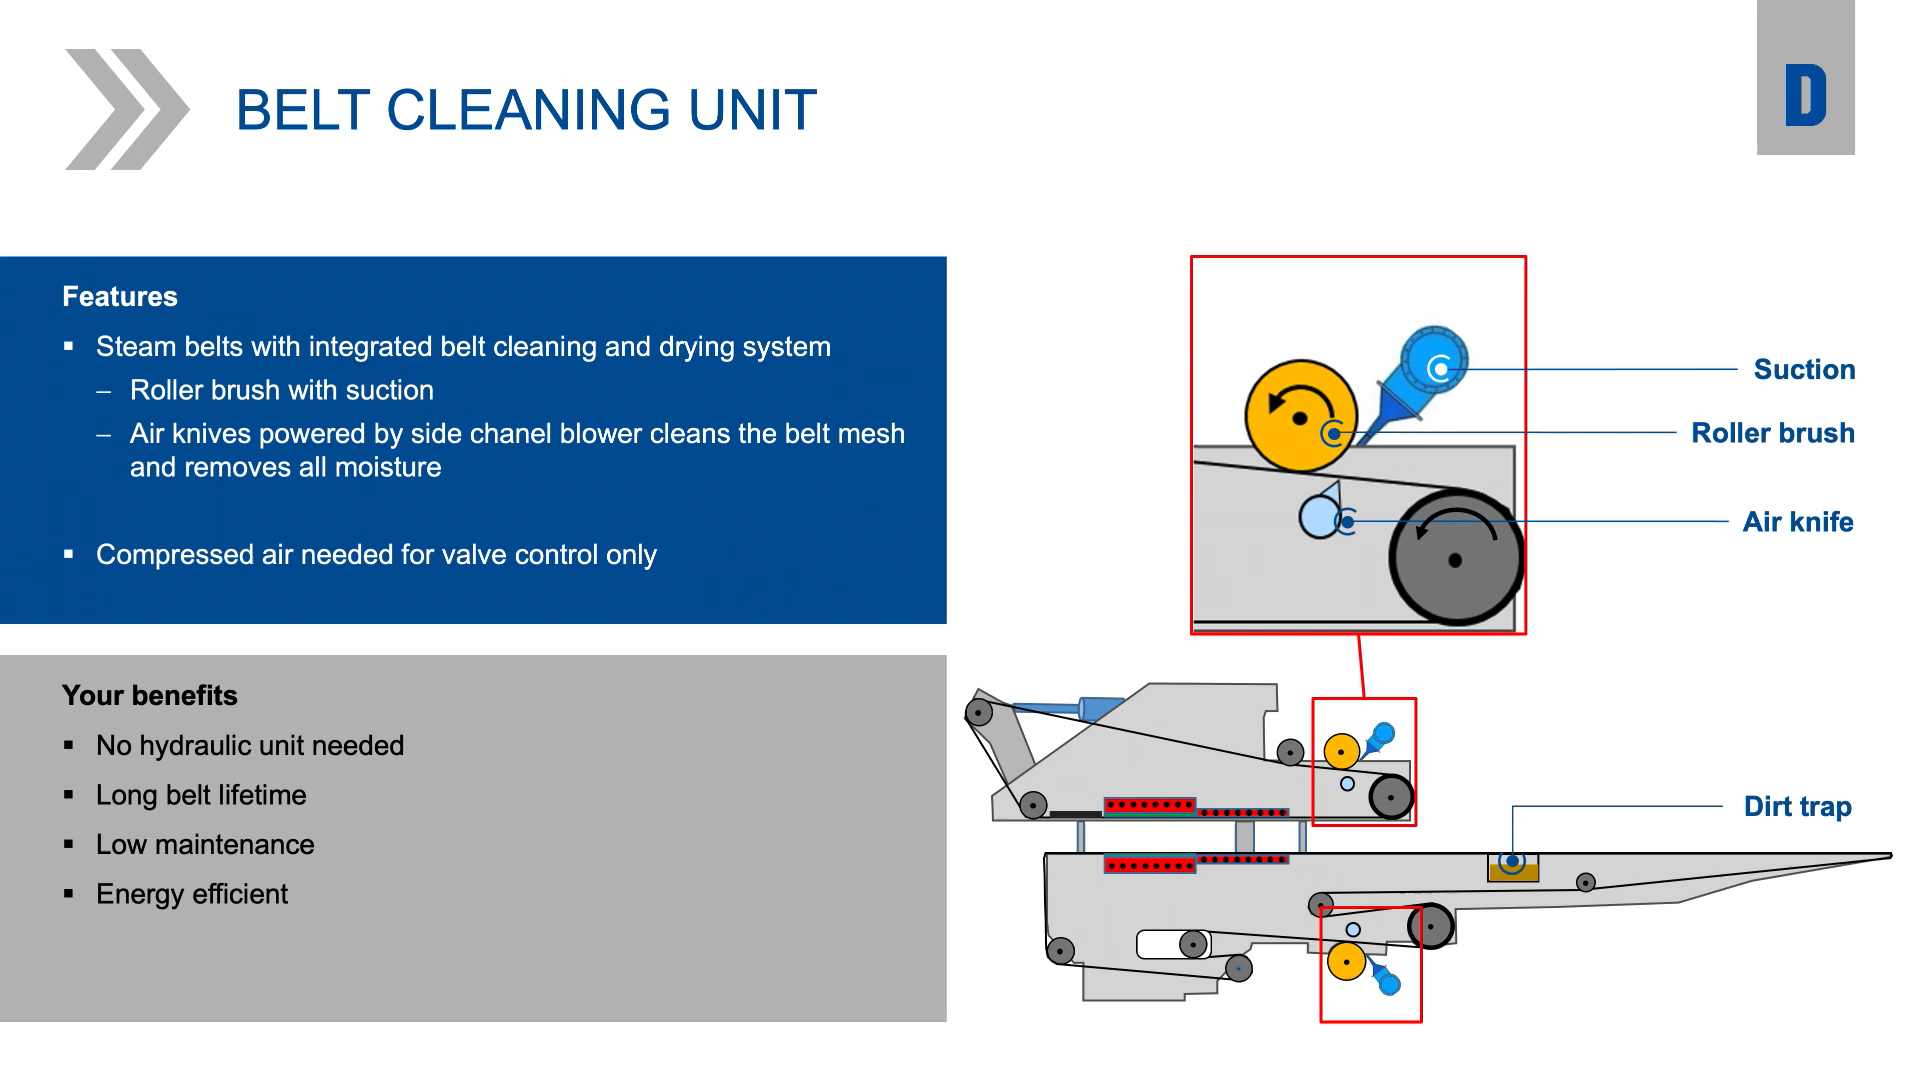 BELT CLEANING UNIT
D
Features
▪ Steam belts with integrated belt cleaning and drying system
– Roller brush with suction
– Air knives powered by side chanel blower cleans the belt mesh
and removes all moisture
▪ Compressed air needed for valve control only
Your benefits
▪ No hydraulic unit needed
▪ Long belt lifetime
▪ Low maintenance
▪ Energy efficient
Suction
Roller brush
Air knife
Dirt trap